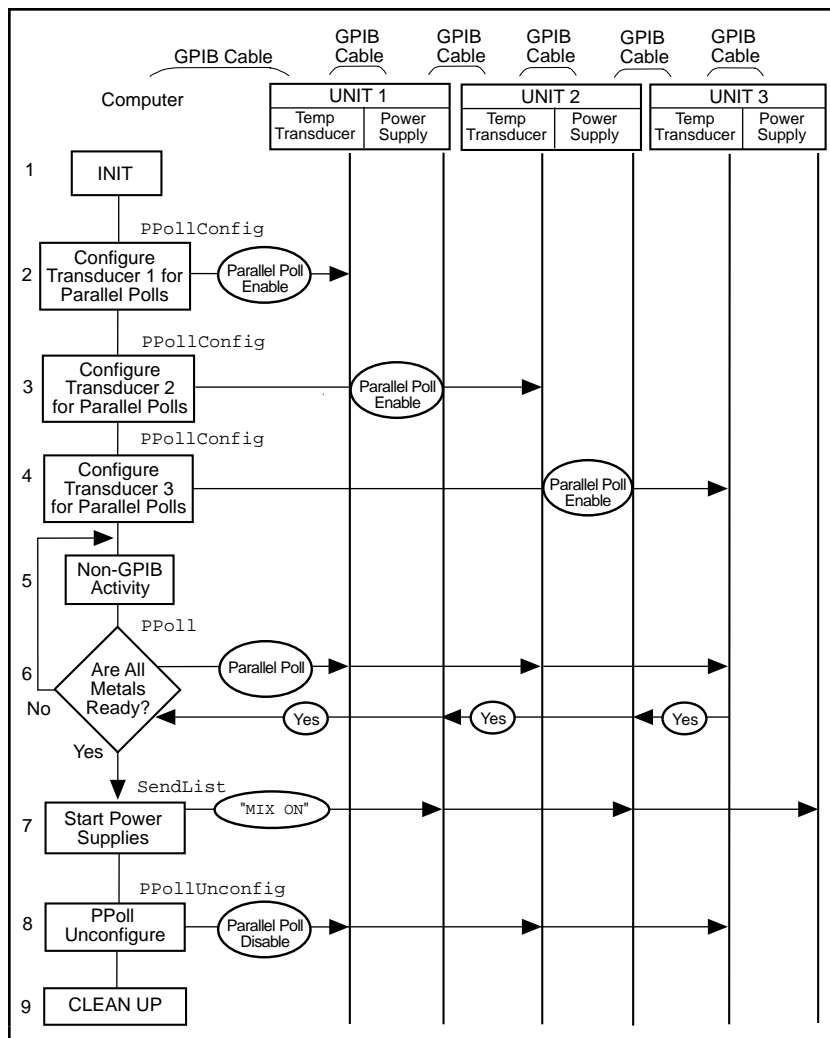 GPIB Cable
GPIB
Cable
GPIB
Cable
GPIB
Cable
GPIB
Cable
GPIB
Cable
Computer
UNIT 1
Temp
Transducer
Power
Supply
UNIT 2
Temp
Transducer
Power
Supply
UNIT 3
Temp
Transducer
Power
Supply
1
INIT
PPollConfig
2
Configure
Transducer 1 for
Parallel Polls
Parallel Poll
Enable
PPollConfig
3
Configure
Transducer 2
for Parallel Polls
Parallel Poll
Enable
PPollConfig
4
Configure
Transducer 3
for Parallel Polls
Parallel Poll
Enable
5
Non-GPIB
Activity
PPoll
6
Are All
Metals
Ready?
Parallel Poll
No
Yes
Yes
Yes
Yes
SendList
7
Start Power
Supplies
"MIX ON"
PPollUnconfig
8
PPoll
Unconfigure
Parallel Poll
Disable
9
CLEAN UP